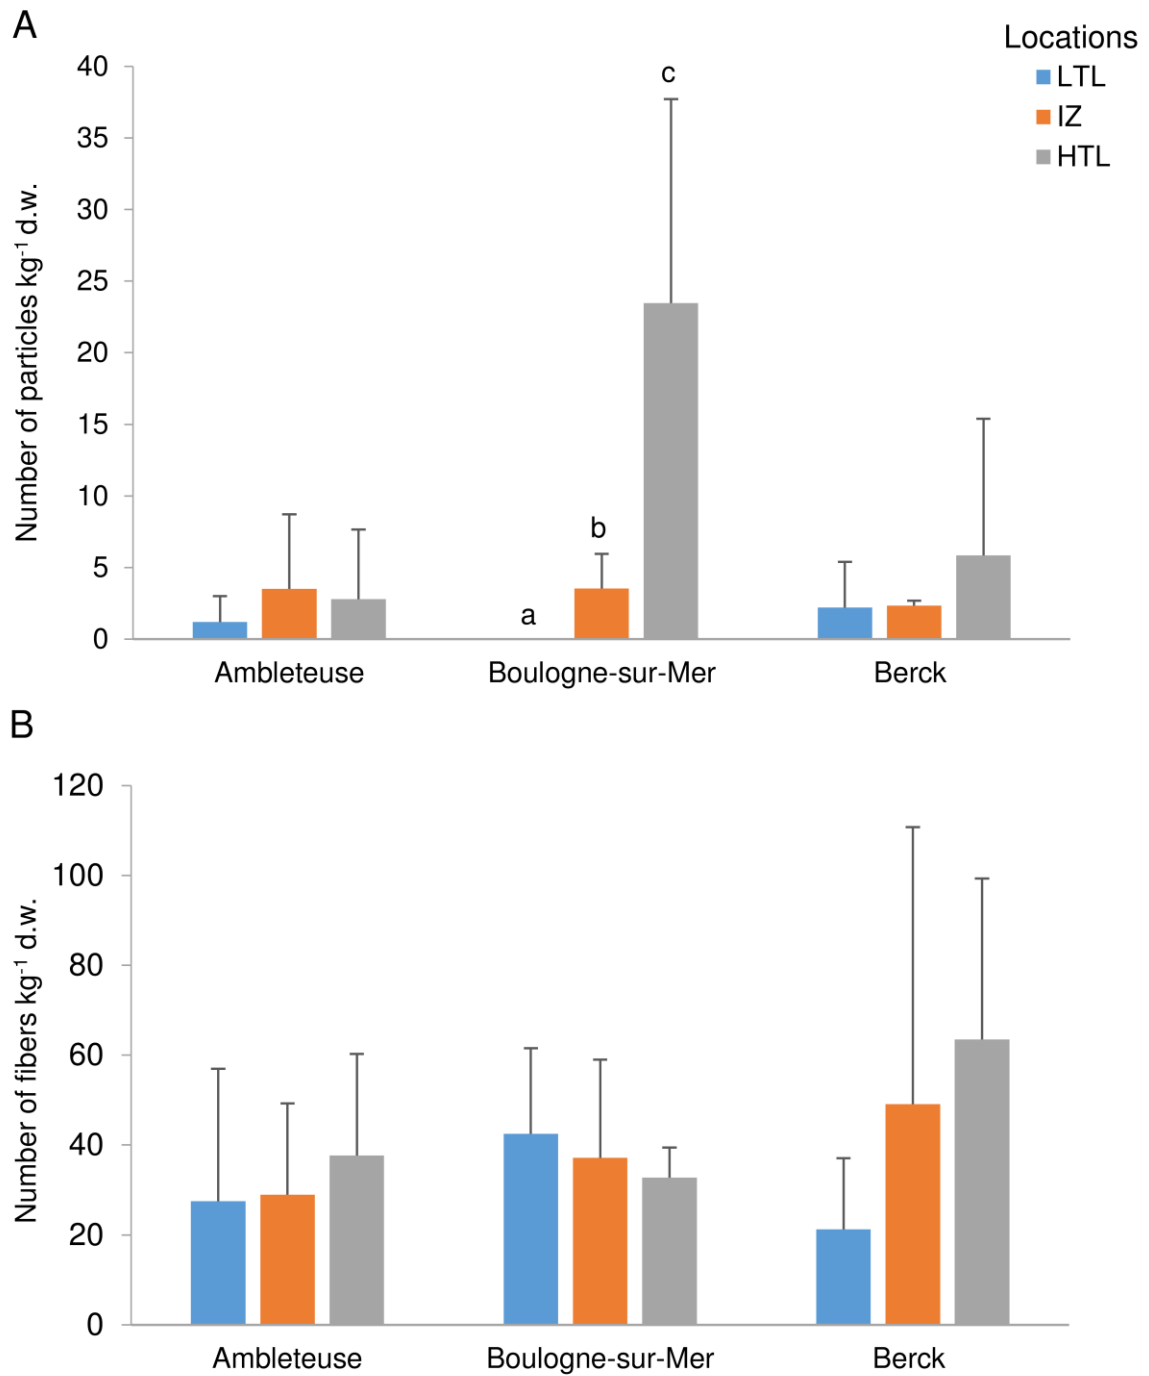 A
Locations
LTL
IZ
HTL
Number of particles kg⁻¹ d.w.
40
35
30
25
20
15
10
5
0
a
b
c
Ambleteuse
Boulogne-sur-Mer
Berck
B
Number of fibers kg⁻¹ d.w.
120
100
80
60
40
20
0
Ambleteuse
Boulogne-sur-Mer
Berck